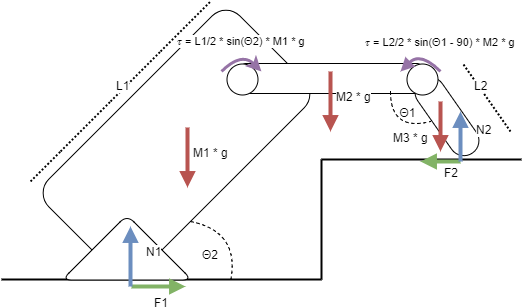 τ = L1/2 * sin(Θ2) * M1 * g
τ = L2/2 * sin(Θ1 - 90) * M2 * g
L1
L2
M2 * g
Θ1
N2
M3 * g
M1 * g
F2
N1
Θ2
F1